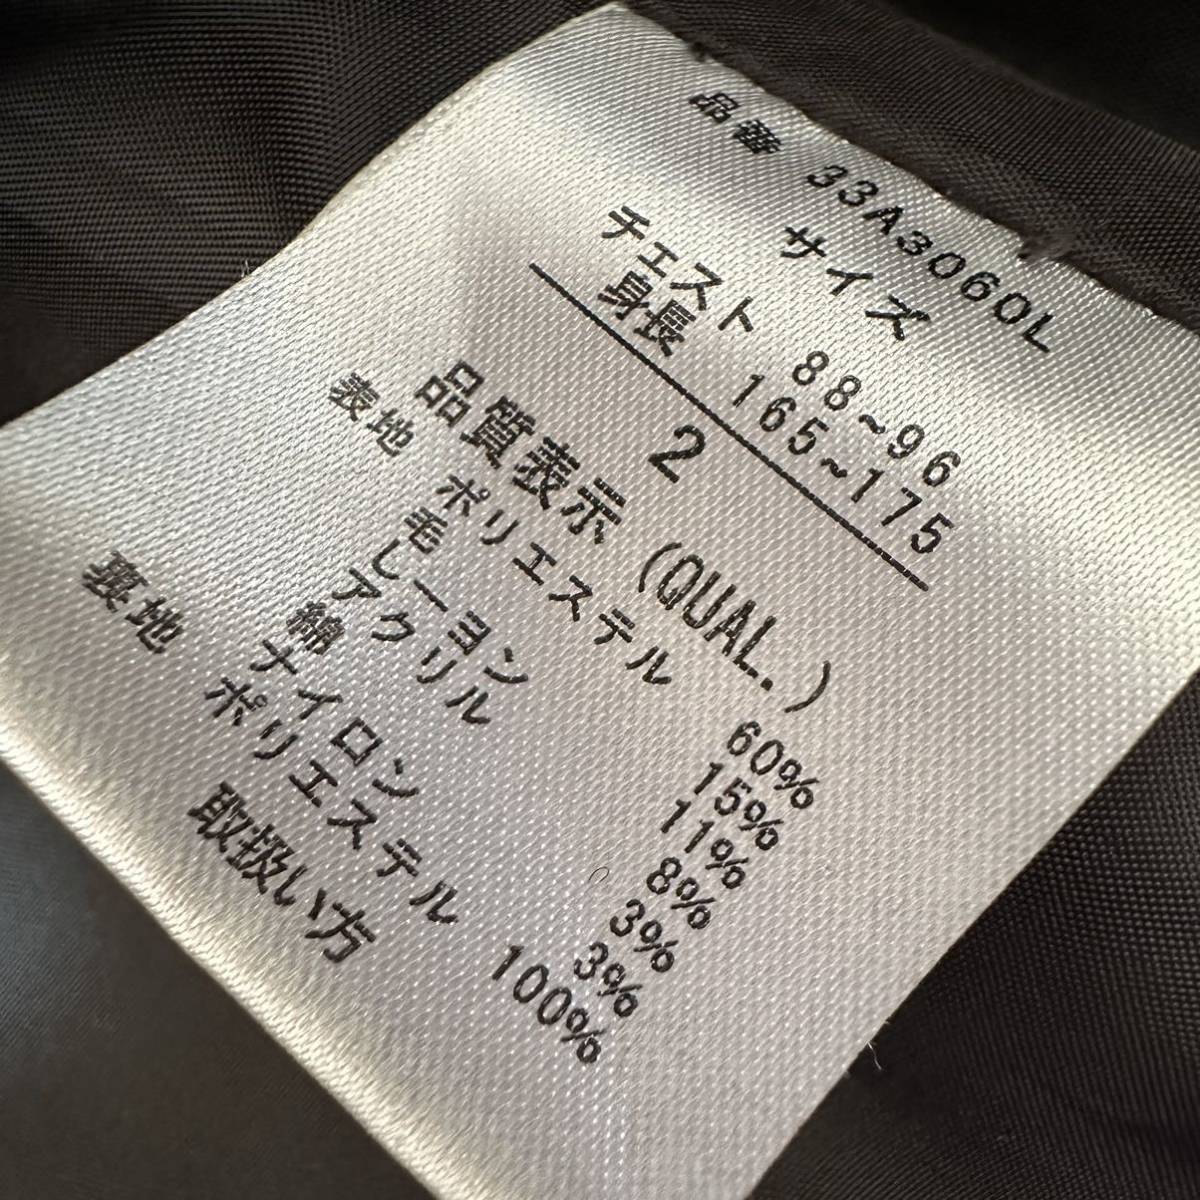 品番 33A3060L
サイズ
チェスト 88~96
身長 165~175
2
品質表示 (QUAL.)
表地 ポリエステル 60%
毛 15%
レーヨン 11%
アクリル 8%
綿 3%
ナイロン 3%
裏地 ポリエステル 100%
取扱い方